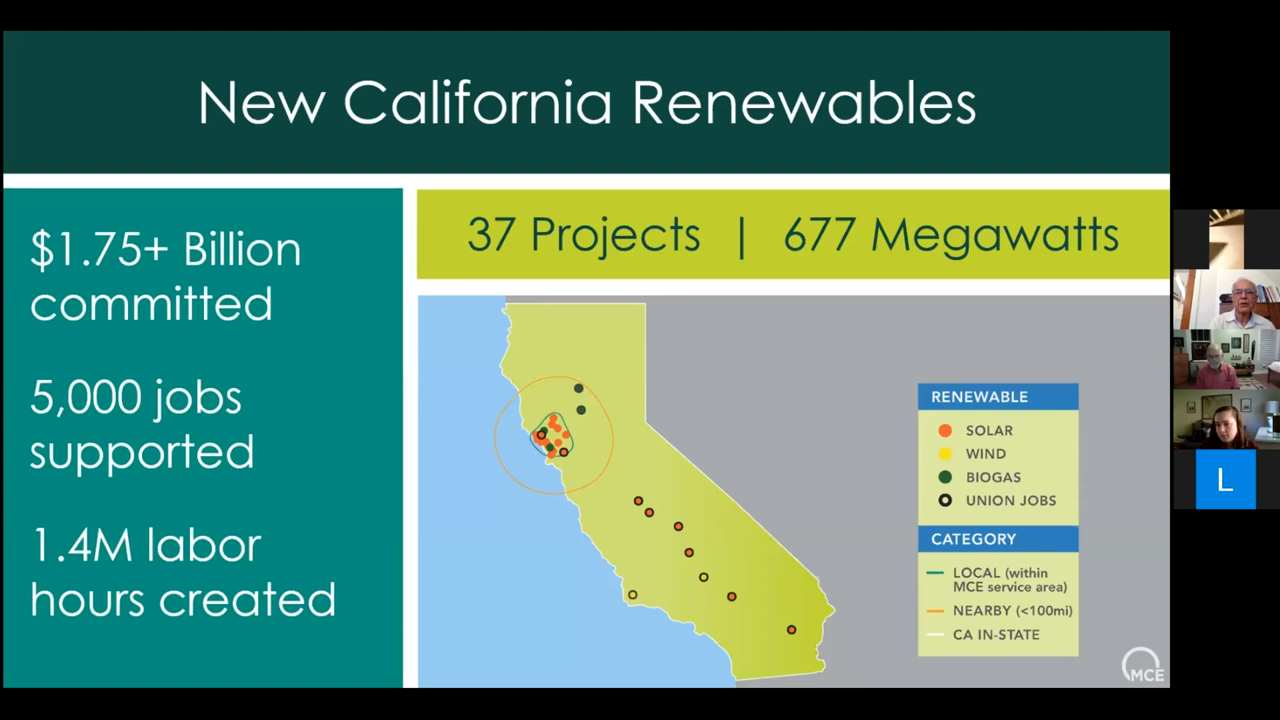 New California Renewables
$1.75+ Billion
committed
5,000 jobs
supported
1.4M labor
hours created
37 Projects | 677 Megawatts
RENEWABLE
SOLAR
WIND
BIOGAS
UNION JOBS
CATEGORY
LOCAL (within
MCE service area)
NEARBY (<100mi)
CA IN-STATE
MCE
L